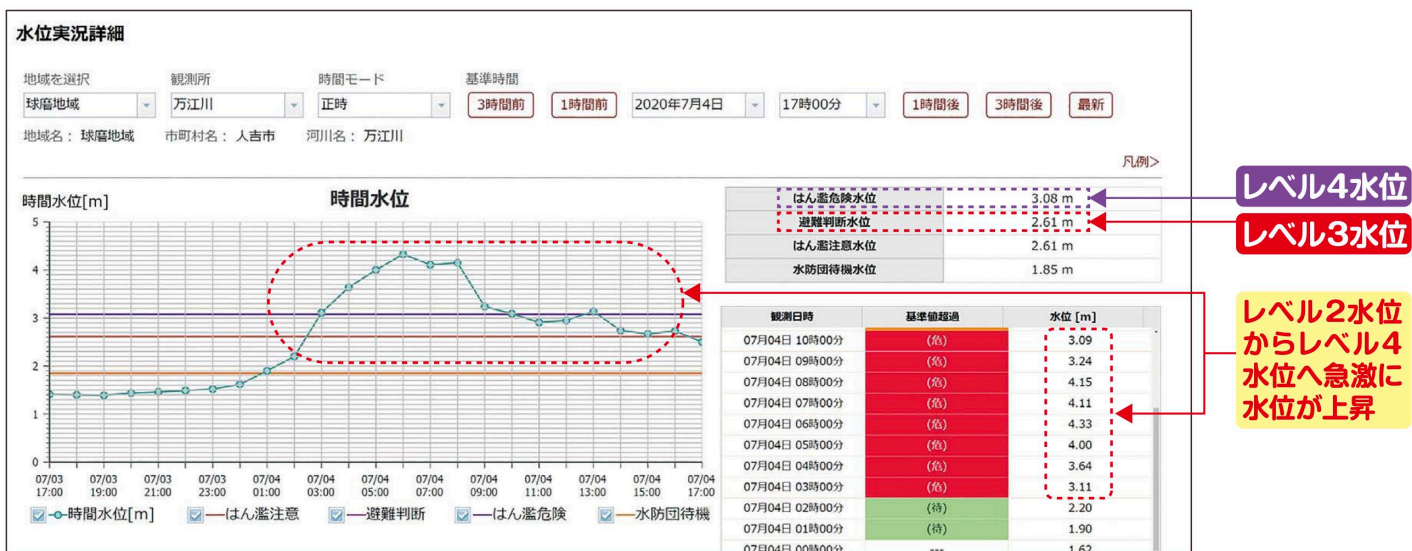 水位実況詳細
地域を選択 観測所 時間モード 基準時間
球磨地域 万江川 正時 3時間前 1時間前 2020年7月4日 17時00分 1時間後 3時間後 最新
地域名： 球磨地域 市町村名： 人吉市 河川名： 万江川
凡例>
時間水位[m] 時間水位
5
4
3
2
1
0
07/03 17:00
07/03 19:00
07/03 21:00
07/03 23:00
07/04 01:00
07/04 03:00
07/04 05:00
07/04 07:00
07/04 09:00
07/04 11:00
07/04 13:00
07/04 15:00
07/04 17:00
時間水位[m] はん濫注意 避難判断 はん濫危険 水防団待機
はん濫危険水位 3.08 m
避難判断水位 2.61 m
はん濫注意水位 2.61 m
水防団待機水位 1.85 m
観測日時 基準値超過 水位 [m]
07月04日 10時00分 (危) 3.09
07月04日 09時00分 (危) 3.24
07月04日 08時00分 (危) 4.15
07月04日 07時00分 (危) 4.11
07月04日 06時00分 (危) 4.33
07月04日 05時00分 (危) 4.00
07月04日 04時00分 (危) 3.64
07月04日 03時00分 (危) 3.11
07月04日 02時00分 (待) 2.20
07月04日 01時00分 (待) 1.90
07月04日 00時00分 --- 1.62
レベル4水位
レベル3水位
レベル2水位
からレベル4
水位へ急激に
水位が上昇